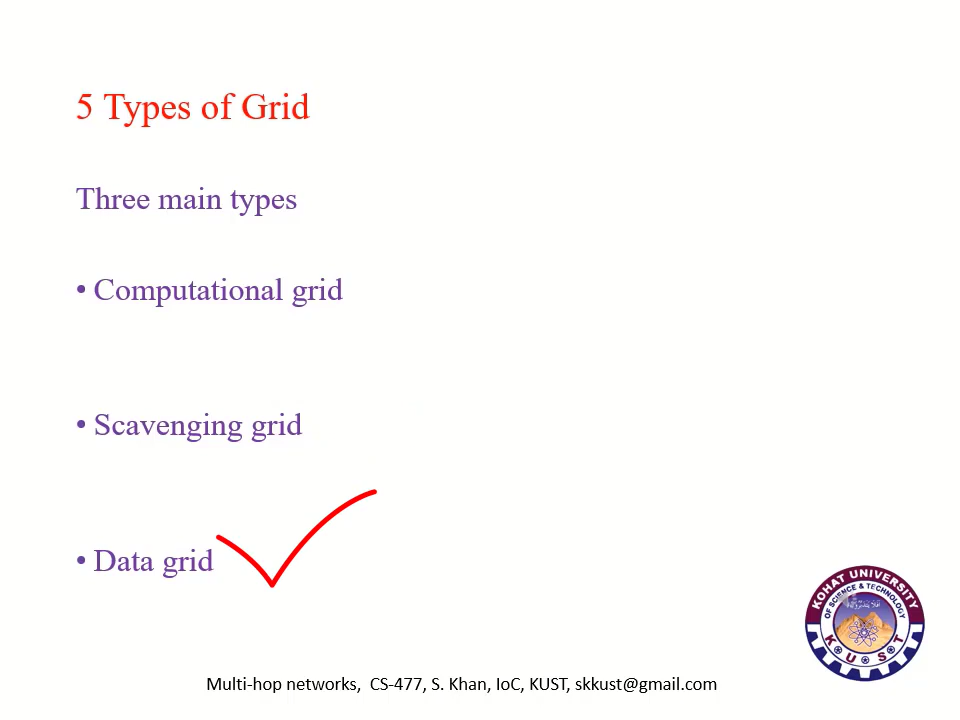 5 Types of Grid
Three main types
• Computational grid
• Scavenging grid
• Data grid
KOHAT UNIVERSITY
OF SCIENCE & TECHNOLOGY
K U S T
Multi-hop networks,  CS-477, S. Khan, IoC, KUST, skkust@gmail.com